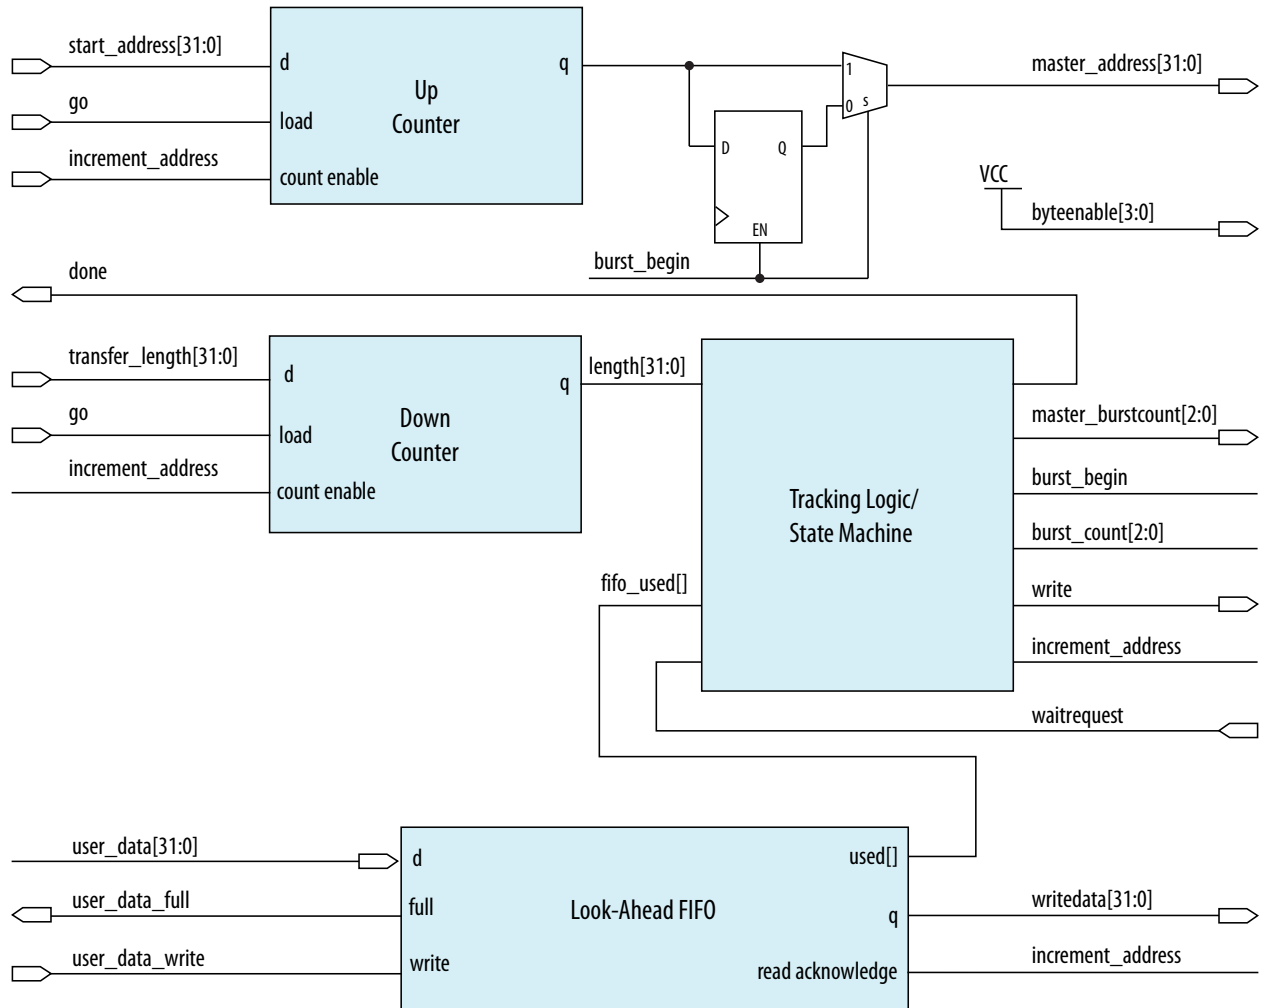 start_address[31:0]
d
q
Up
Counter
go
load
increment_address
count enable
1
0
s
master_address[31:0]
D
Q
EN
VCC
byteenable[3:0]
burst_begin
done
transfer_length[31:0]
d
q
length[31:0]
go
load
Down
Counter
increment_address
count enable
Tracking Logic/
State Machine
master_burstcount[2:0]
burst_begin
burst_count[2:0]
fifo_used[]
write
increment_address
waitrequest
user_data[31:0]
d
used[]
user_data_full
full
Look-Ahead FIFO
q
writedata[31:0]
user_data_write
write
read acknowledge
increment_address